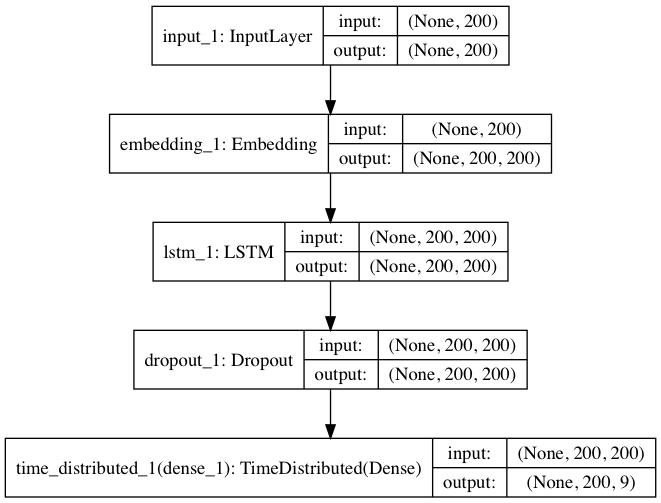 input_1: InputLayer
input: (None, 200)
output: (None, 200)
embedding_1: Embedding
input: (None, 200)
output: (None, 200, 200)
lstm_1: LSTM
input: (None, 200, 200)
output: (None, 200, 200)
dropout_1: Dropout
input: (None, 200, 200)
output: (None, 200, 200)
time_distributed_1(dense_1): TimeDistributed(Dense)
input: (None, 200, 200)
output: (None, 200, 9)